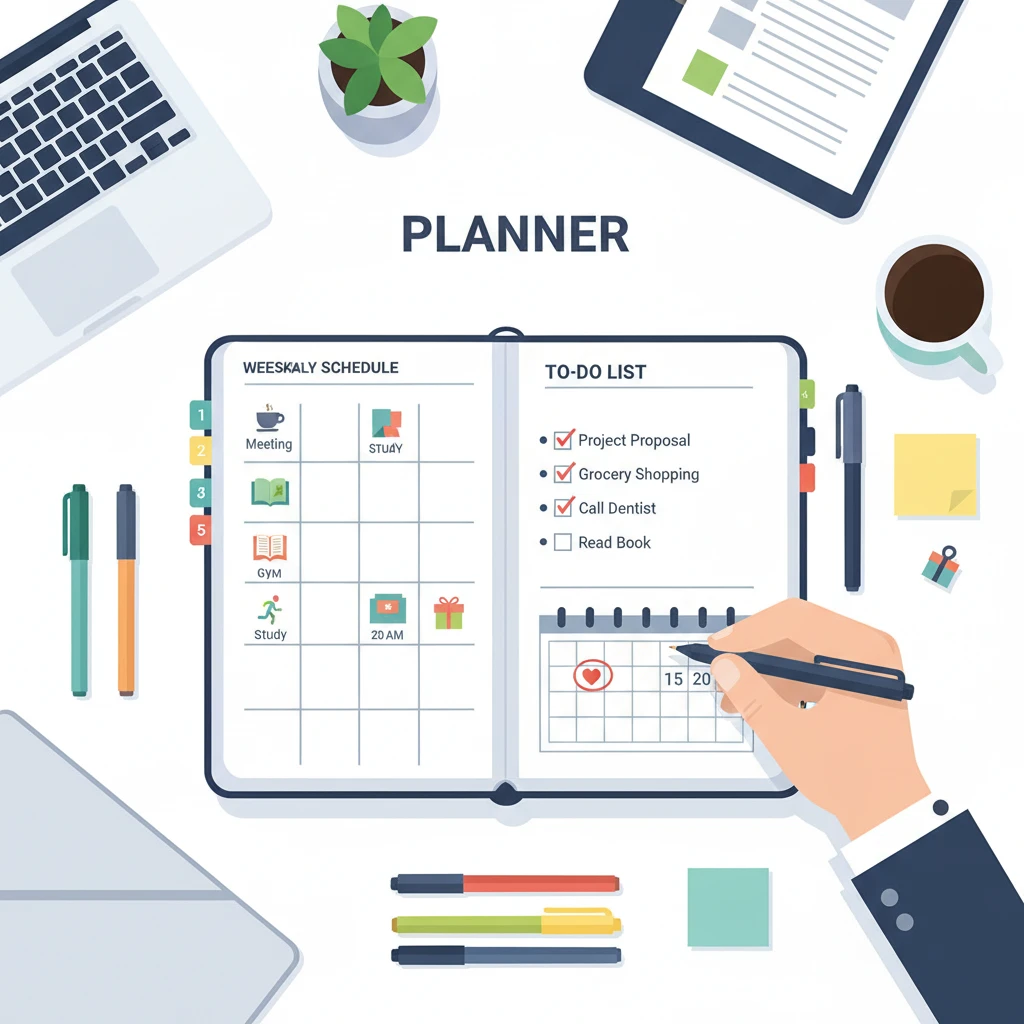 PLANNER
WEESKALY SCHEDULE
1
2
3
5
Meeting
STUAY
GYM
Study
20 AM
TO-DO LIST
Project Proposal
Grocery Shopping
Call Dentist
Read Book
15 20